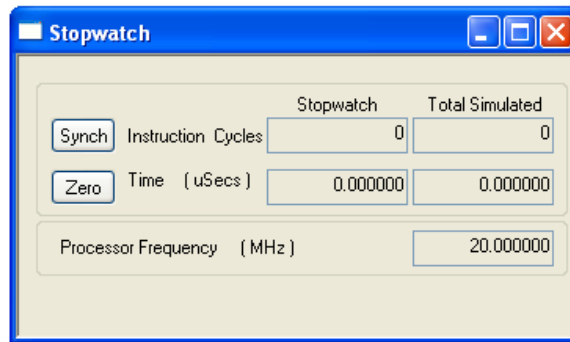 Stopwatch
Stopwatch Total Simulated
Synch Instruction Cycles 0 0
Zero Time ( uSecs ) 0.000000 0.000000
Processor Frequency ( MHz ) 20.000000